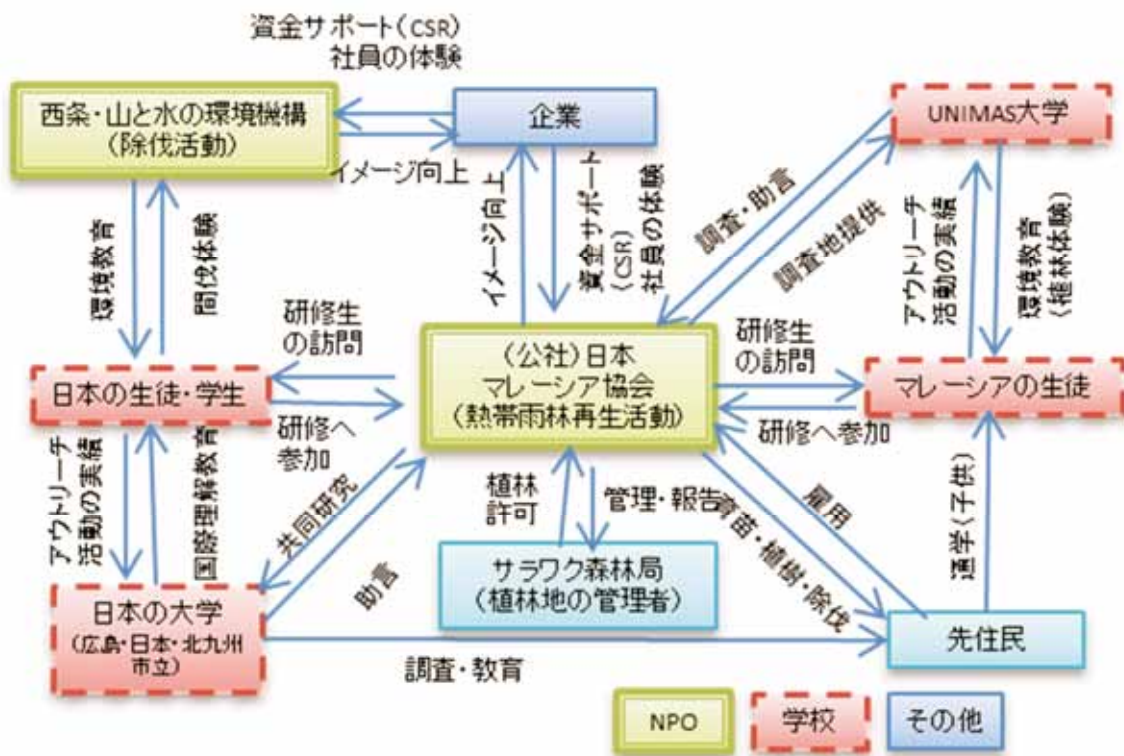 資金サポート(CSR)
社員の体験
西条・山と水の環境機構
(除伐活動)
企業
UNIMAS大学
イメージ向上
環境教育
間伐体験
イメージ向上
資金サポート
(CSR)
社員の体験
調査・助言
調査地提供
アウトリーチ
活動の実績
環境教育
(植林体験)
研修生
の訪問
(公社)日本
マレーシア協会
(熱帯雨林再生活動)
研修生
の訪問
日本の生徒・学生
マレーシアの生徒
研修へ
参加
研修へ参加
アウトリーチ
活動の実績
国際理解教育
共同研究
助言
植林
許可
管理・報告
育苗・植樹・除伐
雇用
通学(子供)
サラワク森林局
(植林地の管理者)
日本の大学
(広島・日本・北九州
市立)
先住民
調査・教育
NPO
学校
その他